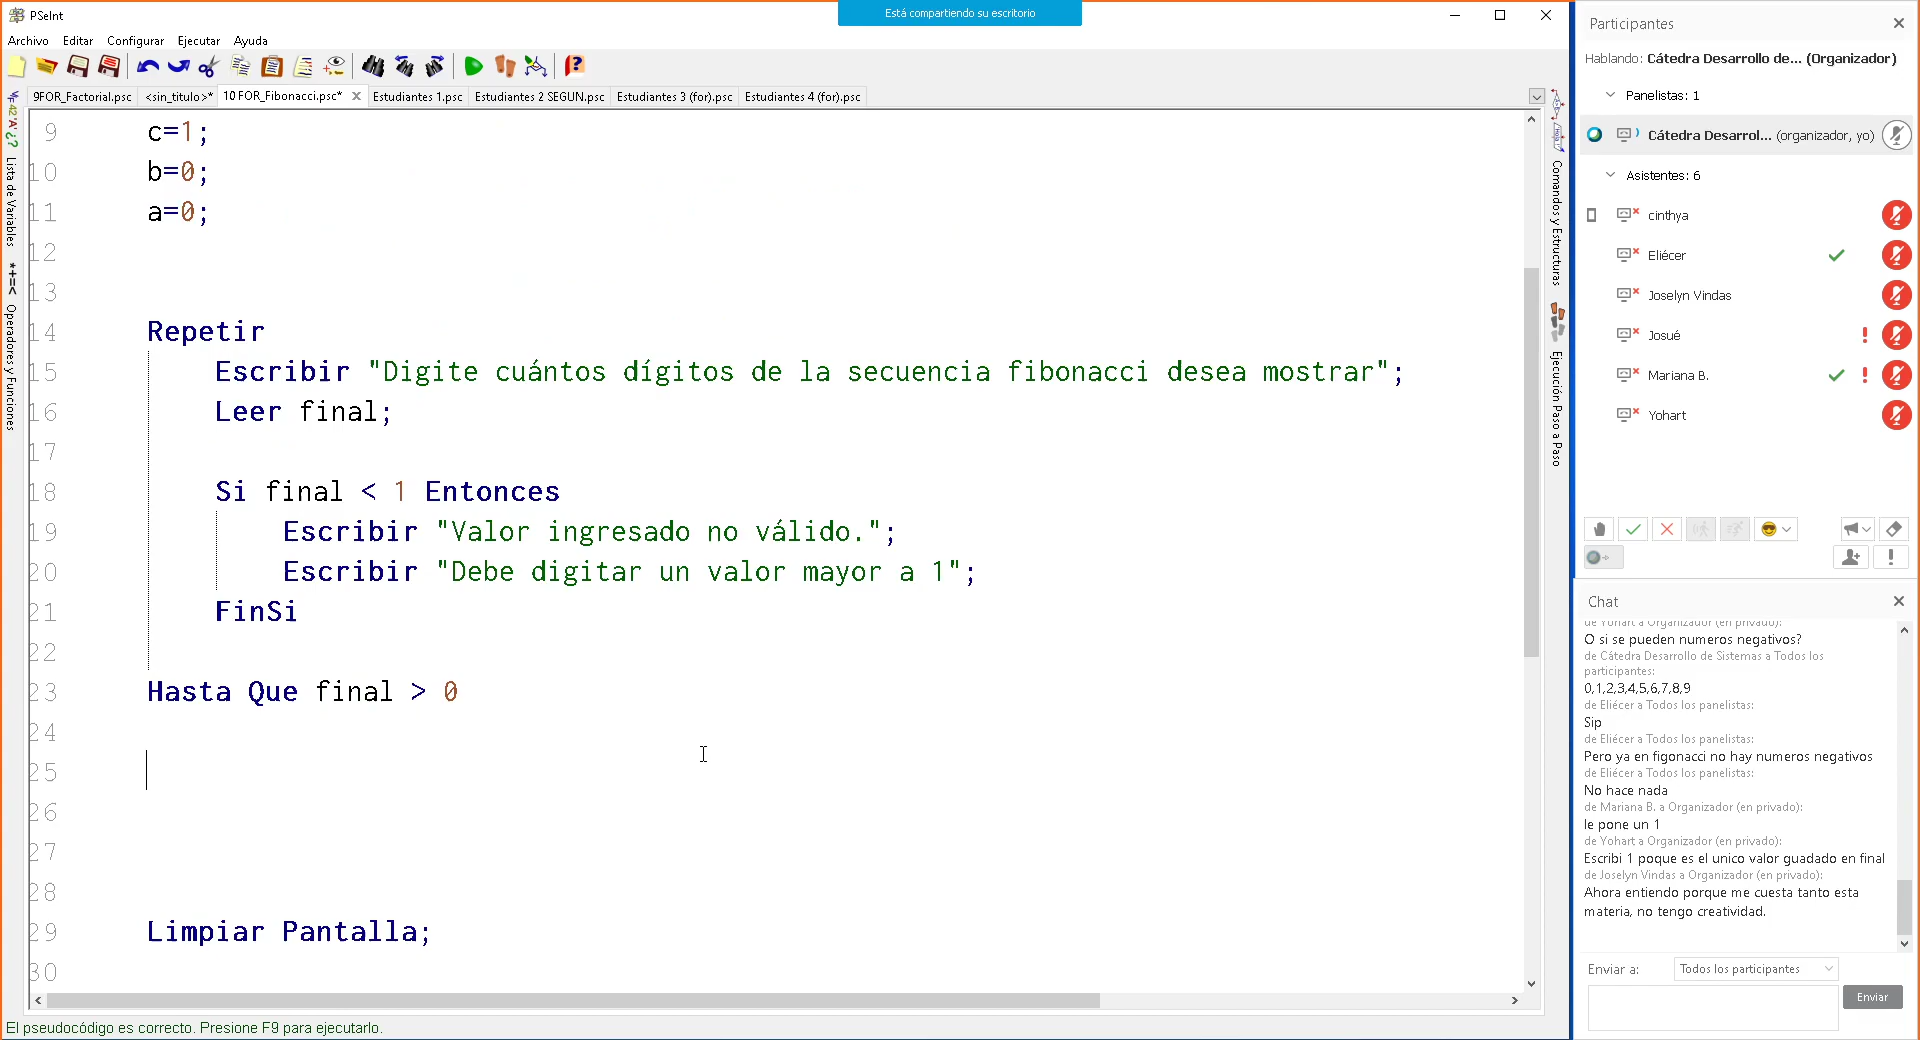 PSeInt
Está compartiendo su escritorio
Archivo Editar Configurar Ejecutar Ayuda
9FOR_Factorial.psc <sin_titulo>* 10 FOR_Fibonacci.psc* Estudiantes 1.psc Estudiantes 2 SEGUN.psc Estudiantes 3 (for).psc Estudiantes 4 (for).psc
Lista de Variables
*+=< Operadores y Funciones
9 c=1;
10 b=0;
11 a=0;
12
13
14 Repetir
15 Escribir "Digite cuántos dígitos de la secuencia fibonacci desea mostrar";
16 Leer final;
17
18 Si final < 1 Entonces
19 Escribir "Valor ingresado no válido.";
20 Escribir "Debe digitar un valor mayor a 1";
21 FinSi
22
23 Hasta Que final > 0
24
25
26
27
28
29 Limpiar Pantalla;
30
El pseudocódigo es correcto. Presione F9 para ejecutarlo.
Comandos y Estructuras
Ejecución Paso a Paso
Participantes
Hablando: Cátedra Desarrollo de... (Organizador)
Panelistas: 1
Cátedra Desarrol... (organizador, yo)
Asistentes: 6
cinthya
Eliécer
Joselyn Vindas
Josué
Mariana B.
Yohart
Chat
de Yohart a Organizador (en privado):
O si se pueden numeros negativos?
de Cátedra Desarrollo de Sistemas a Todos los
participantes:
0,1,2,3,4,5,6,7,8,9
de Eliécer a Todos los panelistas:
Sip
de Eliécer a Todos los panelistas:
Pero ya en figonacci no hay numeros negativos
de Eliécer a Todos los panelistas:
No hace nada
de Mariana B. a Organizador (en privado):
le pone un 1
de Yohart a Organizador (en privado):
Escribi 1 poque es el unico valor guadado en final
de Joselyn Vindas a Organizador (en privado):
Ahora entiendo porque me cuesta tanto esta
materia, no tengo creatividad.
Enviar a: Todos los participantes
Enviar